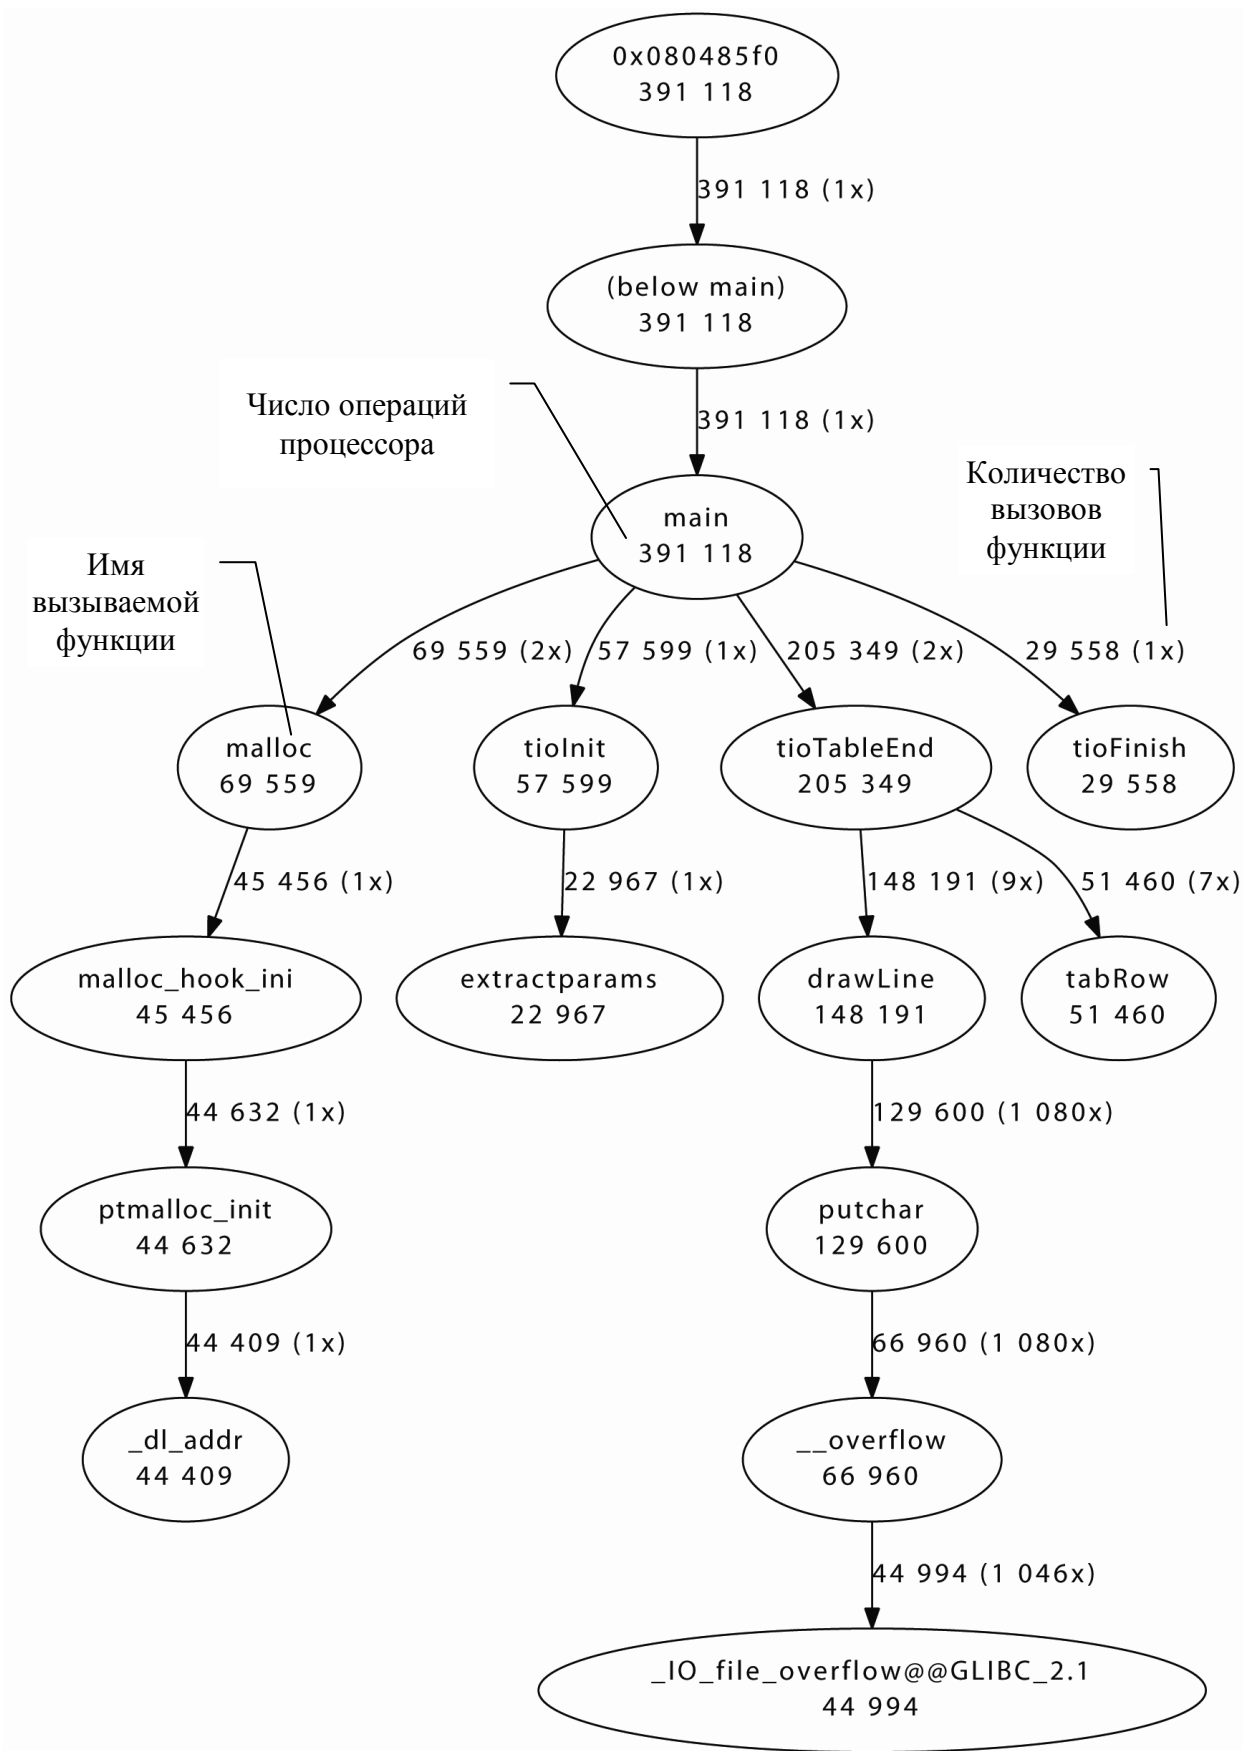 0x080485f0
391 118
391 118 (1x)
(below main)
391 118
Число операций
процессора
391 118 (1x)
Количество
вызовов
функции
main
391 118
Имя
вызываемой
функции
69 559 (2x)
57 599 (1x)
205 349 (2x)
29 558 (1x)
malloc
69 559
tioInit
57 599
tioTableEnd
205 349
tioFinish
29 558
45 456 (1x)
22 967 (1x)
148 191 (9x)
51 460 (7x)
malloc_hook_ini
45 456
extractparams
22 967
drawLine
148 191
tabRow
51 460
44 632 (1x)
129 600 (1 080x)
ptmalloc_init
44 632
putchar
129 600
44 409 (1x)
66 960 (1 080x)
_dl_addr
44 409
__overflow
66 960
44 994 (1 046x)
_IO_file_overflow@@GLIBC_2.1
44 994